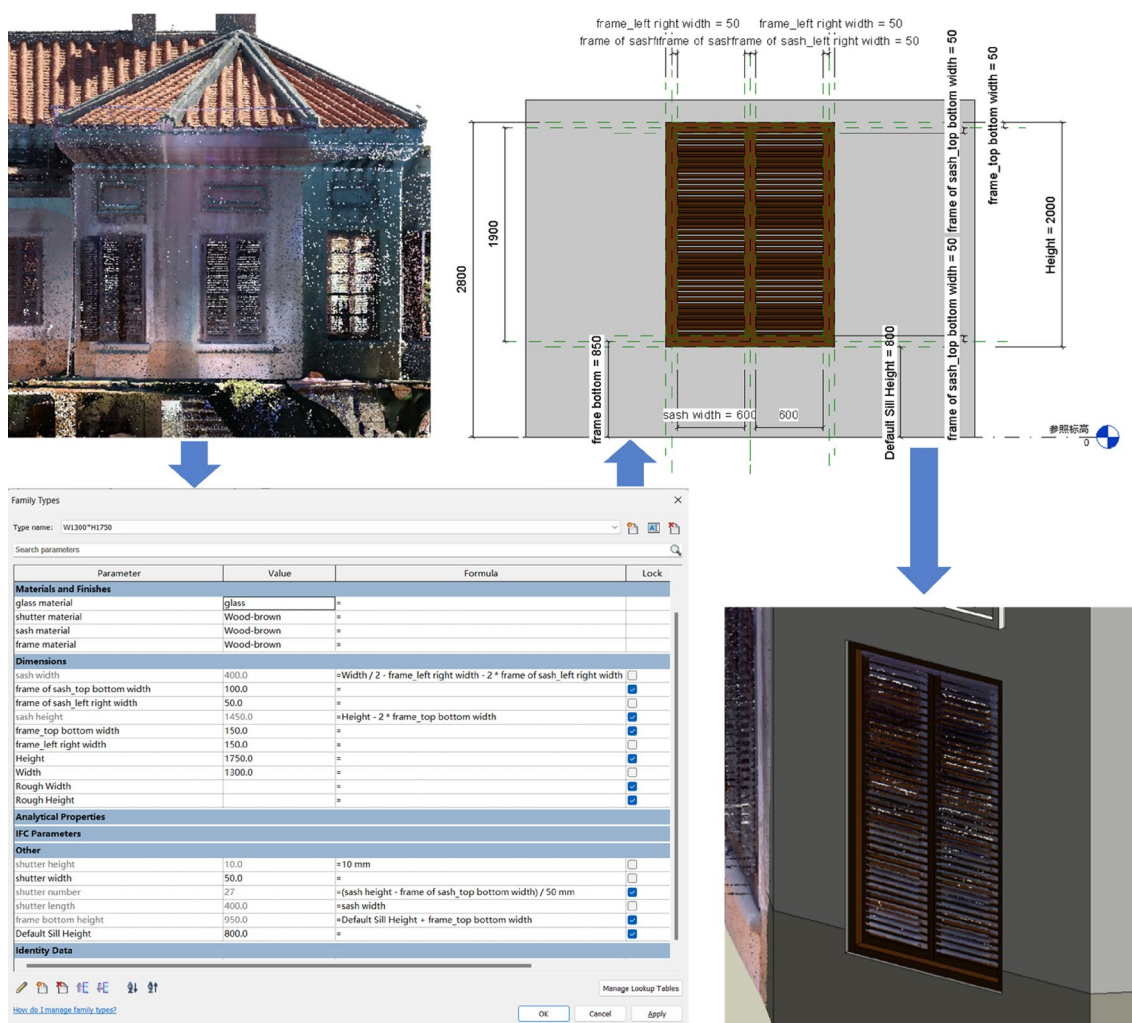 frame_left right width = 50 frame_left right width = 50
frame of sash frame of sash frame of sash_left right width = 50
frame of sash_top bottom width = 50
frame_top bottom width = 50
2800
1900
Height = 2000
frame bottom = 850
sash width = 600
600
Default Sill Height = 800
frame of sash_top bottom width = 50
参照标高
0
Family Types
Type name: W1300*H1750
Search parameters
Parameter Value Formula Lock
Materials and Finishes
glass material glass =
shutter material Wood-brown =
sash material Wood-brown =
frame material Wood-brown =
Dimensions
sash width 400.0 =Width / 2 - frame_left right width - 2 * frame of sash_left right width
frame of sash_top bottom width 100.0 =
frame of sash_left right width 50.0 =
sash height 1450.0 =Height - 2 * frame_top bottom width
frame_top bottom width 150.0 =
frame_left right width 150.0 =
Height 1750.0 =
Width 1300.0 =
Rough Width =
Rough Height =
Analytical Properties
IFC Parameters
Other
shutter height 10.0 =10 mm
shutter width 50.0 =
shutter number 27 =(sash height - frame of sash_top bottom width) / 50 mm
shutter length 400.0 =sash width
frame bottom height 950.0 =Default Sill Height + frame_top bottom width
Default Sill Height 800.0 =
Identity Data
Manage Lookup Tables
How do I manage family types?
OK Cancel Apply